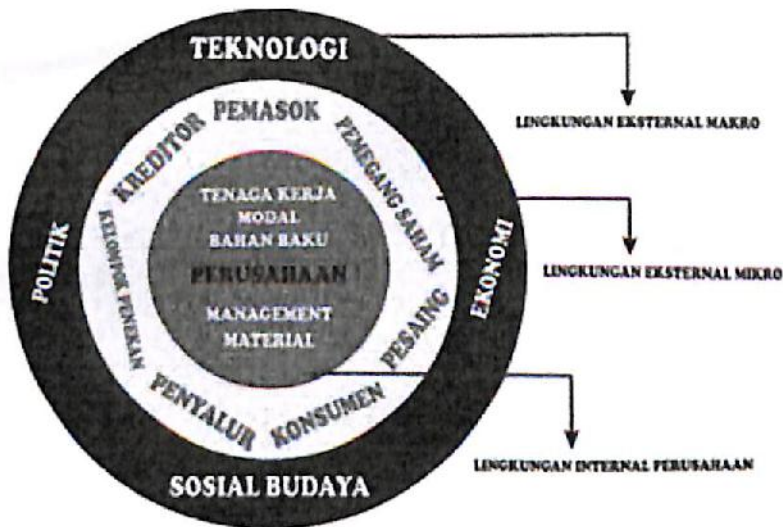 TEKNOLOGI
LINGKUNGAN EKSTERNAL MAKRO
PEMASOK
KREDITOR
PEMEGANG SAHAM
TENAGA KERJA
MODAL
BAHAN BAKU
PERUSAHAAN
MANAGEMENT
MATERIAL
POLITIK
KELOMPOK PENEKAN
EKONOMI
LINGKUNGAN EKSTERNAL MIKRO
PESAING
PENYALUR
KONSUMEN
LINGKUNGAN INTERNAL PERUSAHAAN
SOSIAL BUDAYA